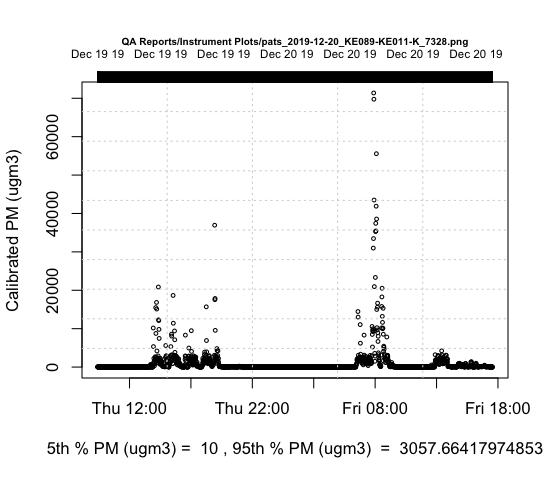 QA Reports/Instrument Plots/pats_2019-12-20_KE089-KE011-K_7328.png
Dec 19 19 Dec 19 19 Dec 19 19 Dec 20 19 Dec 20 19 Dec 20 19 Dec 20 19
Calibrated PM (ugm3)
60000
40000
20000
0
Thu 12:00 Thu 22:00 Fri 08:00 Fri 18:00
5th % PM (ugm3) = 10 , 95th % PM (ugm3) = 3057.66417974853